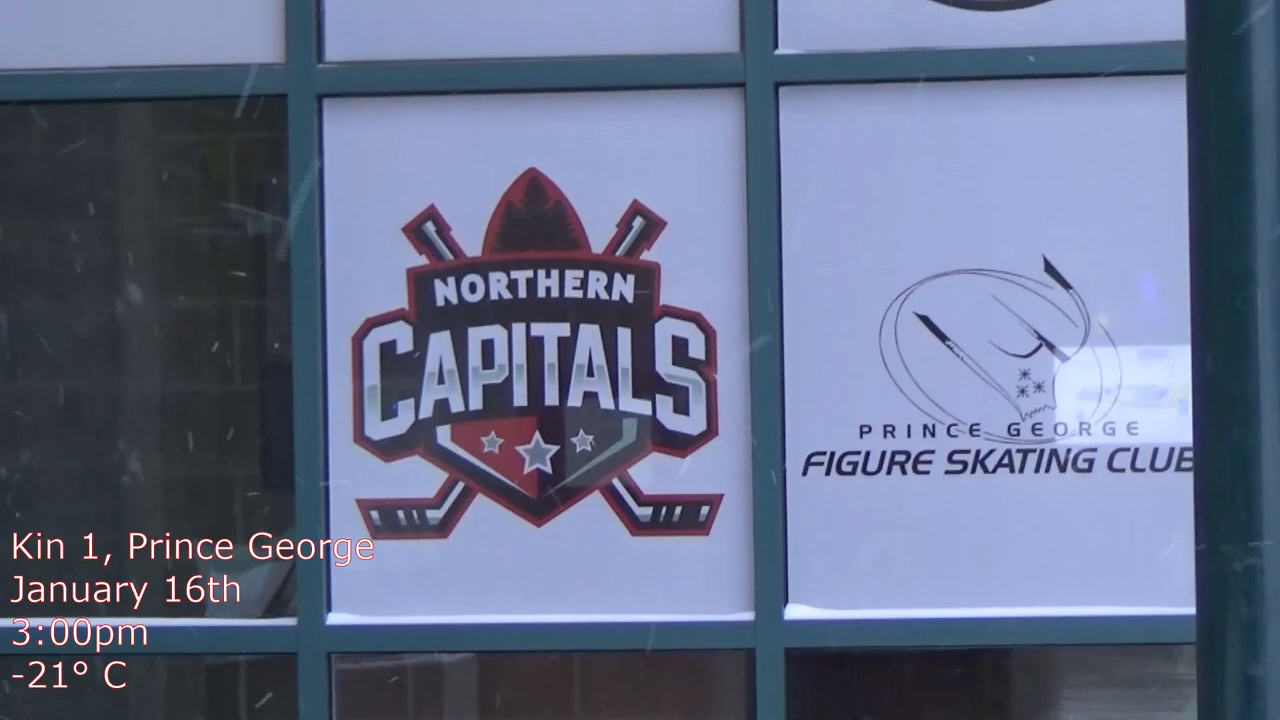 NORTHERN
CAPITALS
PRINCE GEORGE
FIGURE SKATING CLUB
Kin 1, Prince George
January 16th
3:00pm
-21° C